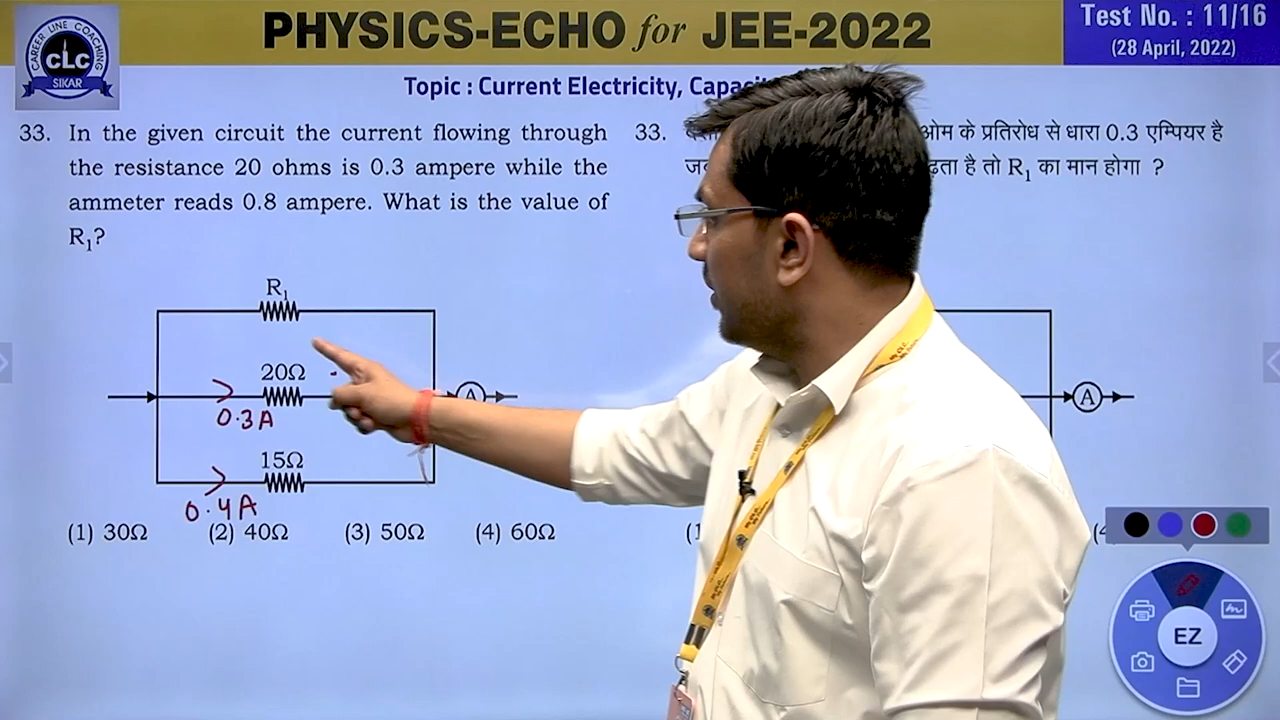 PHYSICS-ECHO for JEE-2022
Test No. : 11/16
(28 April, 2022)
CAREER LINE COACHING
CLC
SIKAR
Topic : Current Electricity,
33. In the given circuit the current flowing through
the resistance 20 ohms is 0.3 ampere while the
ammeter reads 0.8 ampere. What is the value of
R₁?
R₁
20Ω
0.3A
A
15Ω
0.4A
(1) 30Ω (2) 40Ω (3) 50Ω (4) 60Ω
33. ओम के प्रतिरोध से धारा 0.3 एम्पियर है
है तो R₁ का मान होगा ?
A
EZ